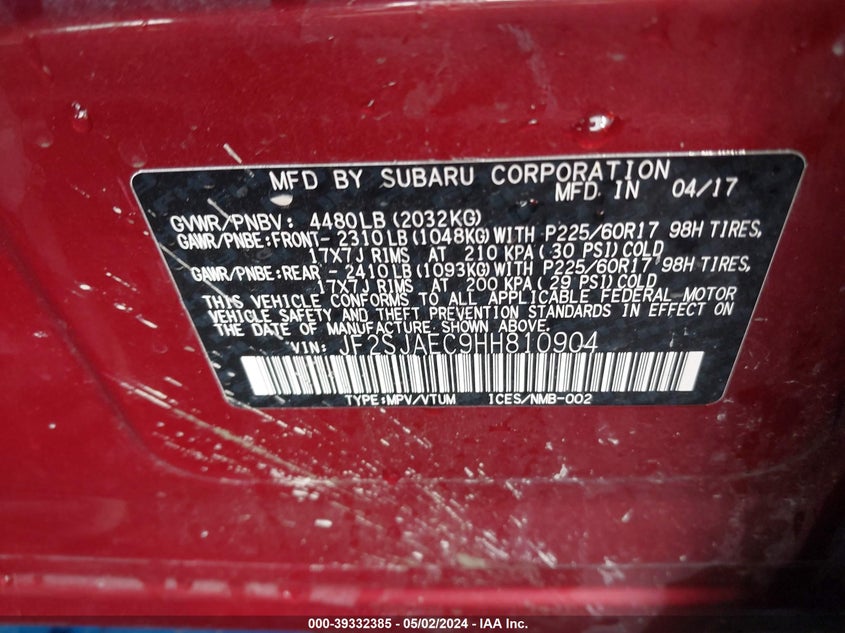 MFD BY SUBARU CORPORATION
MFD IN 04/17
GVWR/PNBV: 4480LB(2032KG)
GAWR/PNBE:FRONT- 2310LB(1048KG)WITH P225/60R17 98H TIRES,
17X7J RIMS AT 210 KPA(30 PSI)COLD
GAWR/PNBE:REAR - 2410LB(1093KG)WITH P225/60R17 98H TIRES,
17X7J RIMS AT 200 KPA(29 PSI)COLD
THIS VEHICLE CONFORMS TO ALL APPLICABLE FEDERAL MOTOR
VEHICLE SAFETY AND THEFT PREVENTION STANDARDS IN EFFECT ON
THE DATE OF MANUFACTURE SHOWN ABOVE.
VIN: JF2SJAEC9HH810904
TYPE:MPV/VTUM ICES/NMB-002
000-39332385 - 05/02/2024 - IAA Inc.